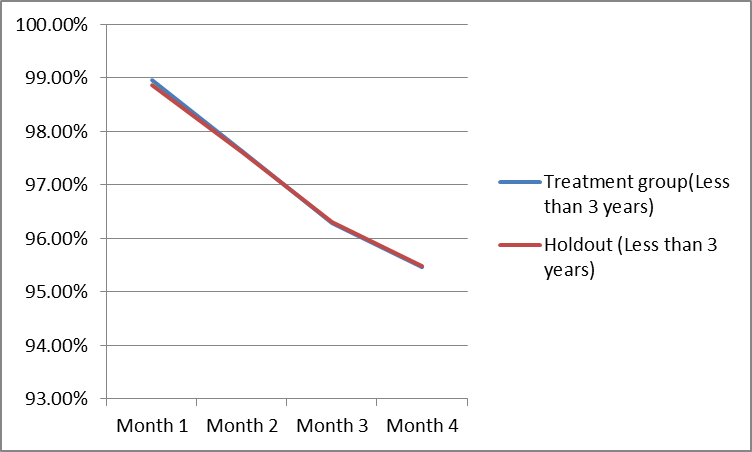 100.00%
99.00%
98.00%
97.00%
96.00%
95.00%
94.00%
93.00%
Month 1 Month 2 Month 3 Month 4
Treatment group(Less
than 3 years)
Holdout (Less than 3
years)